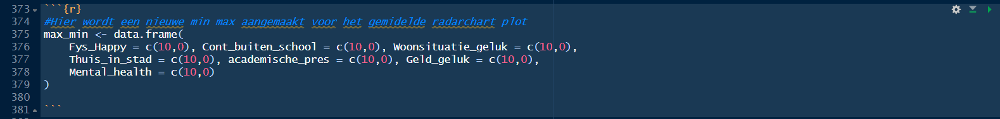 373 ```{r}
374 #Hier wordt een nieuwe min max aangemaakt voor het gemidelde radarchart plot
375 max_min <- data.frame(
376     Fys_Happy = c(10,0), Cont_buiten_school = c(10,0), Woonsituatie_geluk = c(10,0),
377     Thuis_in_stad = c(10,0), academische_pres = c(10,0), Geld_geluk = c(10,0),
378     Mental_health = c(10,0)
379 )
380
381 ```